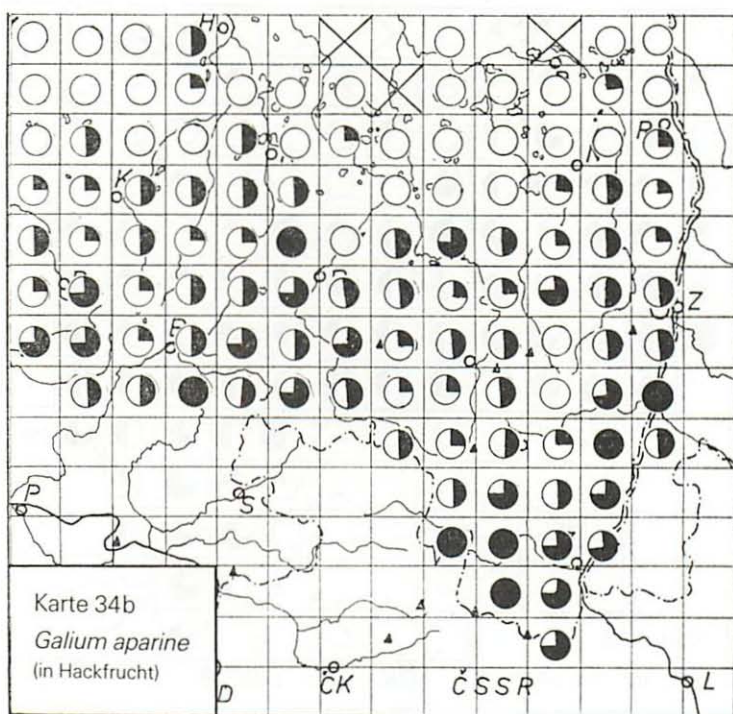 H
K
P
E
Z
P
S
Karte 34b
Galium aparine
(in Hackfrucht)
D
ČK
ČSSR
L